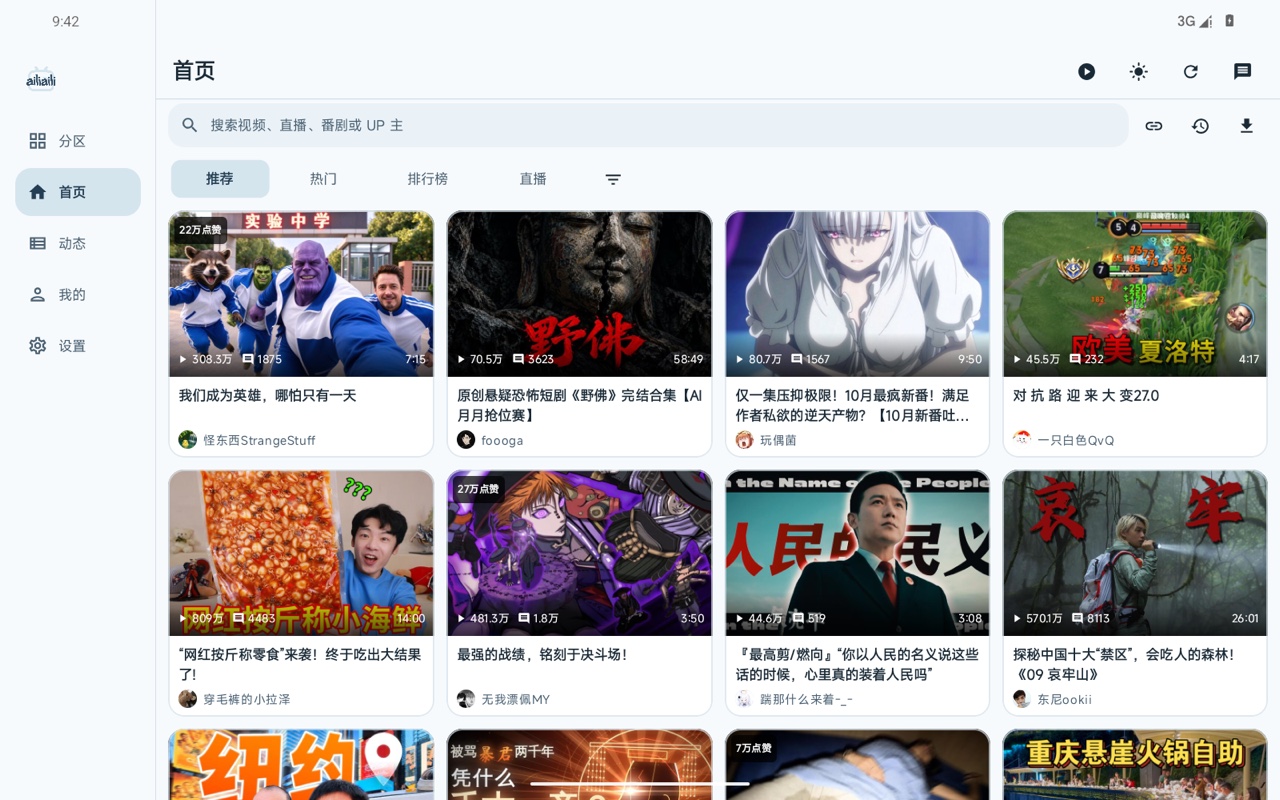 9:42
3G
ailiaili
首页
分区
首页
动态
我的
设置
搜索视频、直播、番剧或 UP 主
推荐
热门
排行榜
直播
22万点赞
实验中学
308.3万
1875
7:15
我们成为英雄，哪怕只有一天
怪东西StrangeStuff
野佛
70.5万
3623
58:49
原创悬疑恐怖短剧《野佛》完结合集【AI
月月抢位赛】
foooga
80.7万
1567
9:50
仅一集压抑极限！10月最疯新番！满足
作者私欲的逆天产物？【10月新番吐…
玩偶菌
5 4
7
欧美 夏洛特
45.5万
232
4:17
对 抗 路 迎 来 大 变27.0
一只白色QvQ
???
网红按斤称小海鲜
809万
4483
14:00
“网红按斤称零食”来袭！终于吃出大结果
了!
穿毛裤的小拉泽
27万点赞
481.3万
1.8万
3:50
最强的战绩，铭刻于决斗场！
无我漂佩MY
in the Name of the People
人民的 民义
44.6万
519
3:08
『最高剪/燃向』“你以人民的名义说这些
话的时候，心里真的装着人民吗”
踹那什么来着-_-
哀牢
570.1万
8113
26:01
探秘中国十大“禁区”，会吃人的森林！
《09 哀牢山》
东尼ookii
纽约
被骂暴君两千年
凭什么
7万点赞
重庆悬崖火锅自助